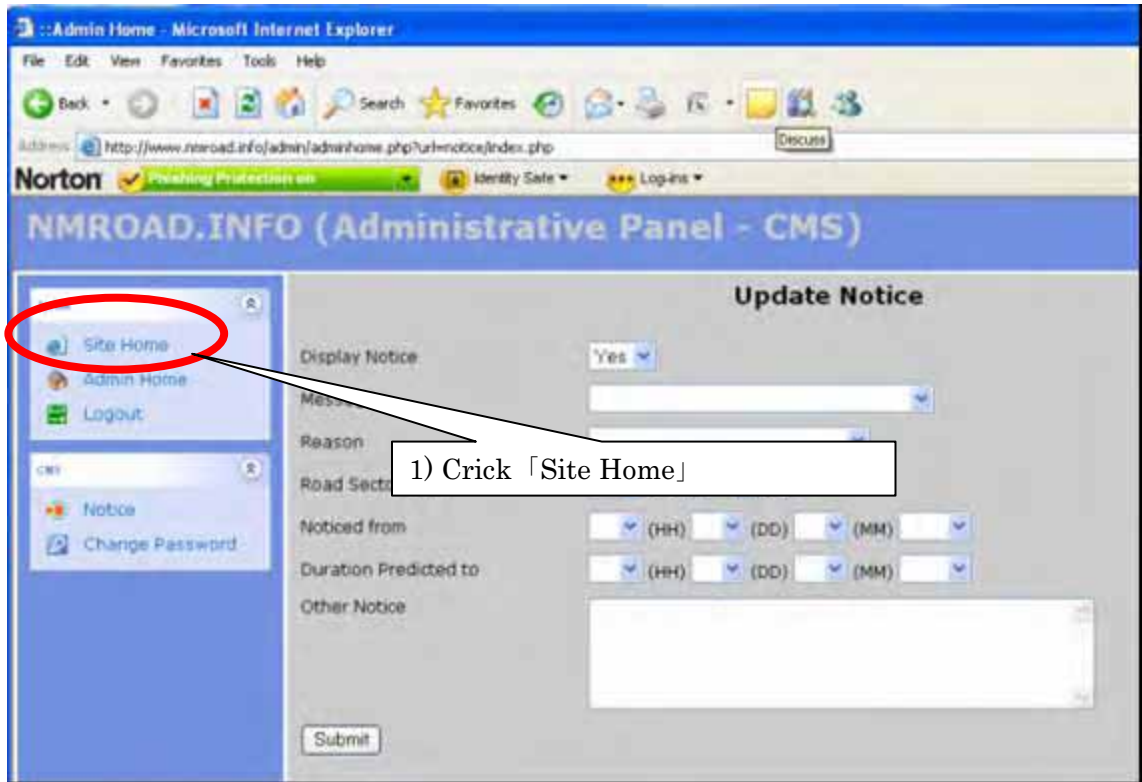 ::Admin Home - Microsoft Internet Explorer
File Edit View Favorites Tools Help
Back Search Favorites
Discuss
Address http://www.nmroad.info/admin/adminhome.php?url=notice/index.php
Norton Phishing Protection on Identity Safe Log-ins
NMROAD.INFO (Administrative Panel - CMS)
Site Home
Admin Home
Logout
CMS
Notice
Change Password
Update Notice
Display Notice Yes
Reason
1) Crick「Site Home」
Noticed from (HH) (DD) (MM)
Duration Predicted to (HH) (DD) (MM)
Other Notice
Submit